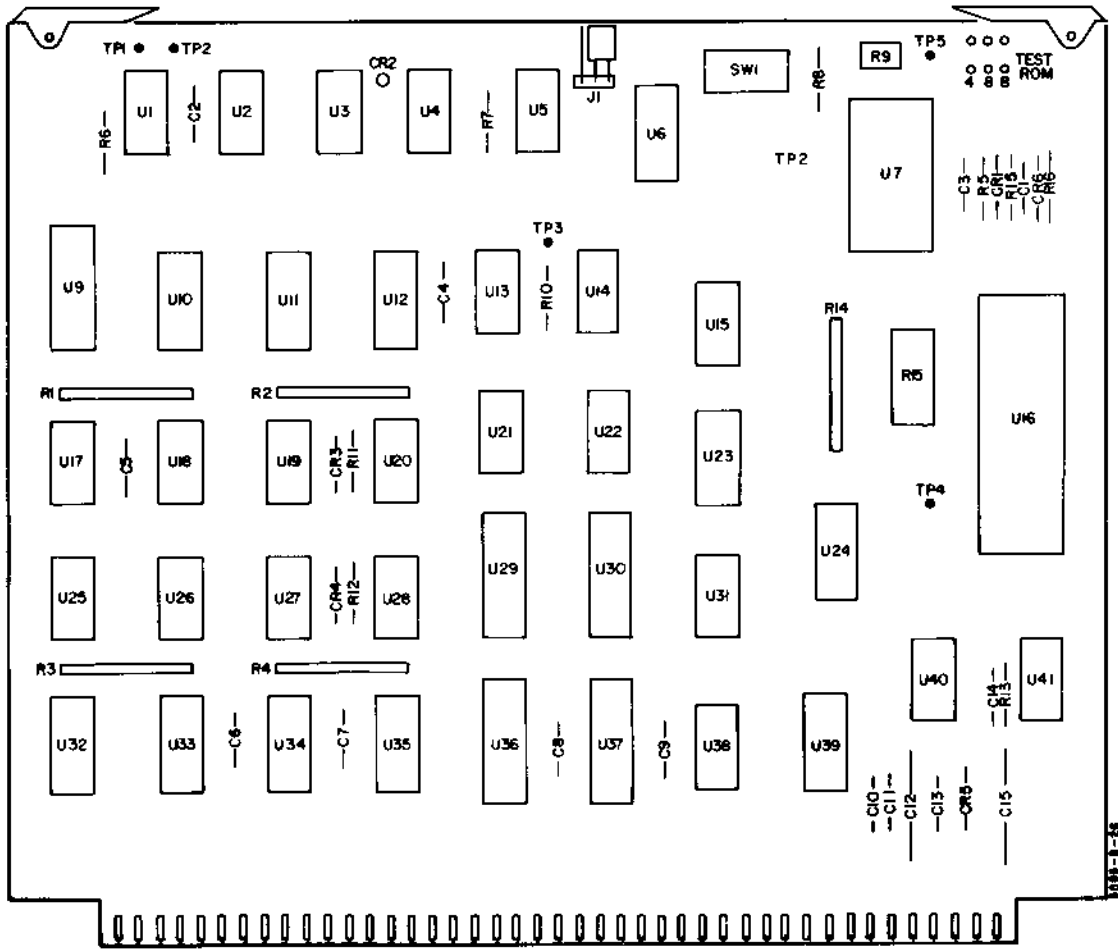 TP1 TP2 CR2 J1 SW1 R8 R9 TP5 TEST
ROM
4 8 8
R6 U1 C2 U2 U3 U4 R7 U5 U6 TP2 U7
C3 R5 CR1 R15 C1 CR6 R16
TP3
U9 U10 U11 U12 C4 U13 R10 U14 U15 R14 R15 U16
R1 R2
U17 C5 U18 U19 CR3 R11 U20 U21 U22 U23
TP4
U25 U26 U27 CR4 R12 U28 U29 U30 U31 U24
R3 R4
U40 C14 R13 U41
U32 U33 C6 U34 C7 U35 U36 C8 U37 C9 U38 U39
C10 C11 C12 C13 CR5 C15